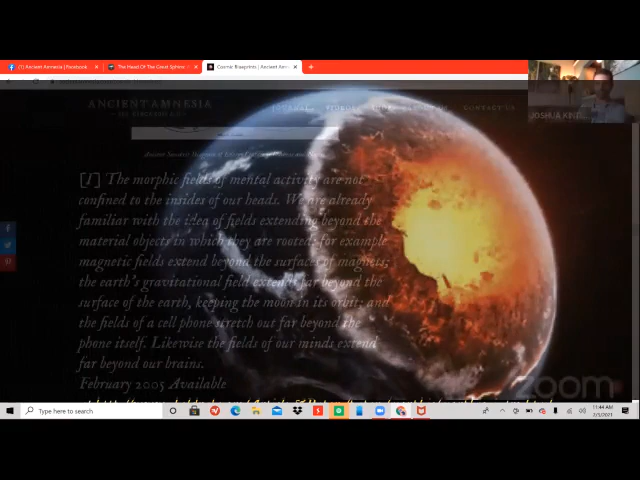 (1) Ancient Amnesia | Facebook
The Head Of The Great Sphinx
Cosmic Blueprints | Ancient Am
ANCIENT AMNESIA
JOURNAL VIDEOS CONTACT US
JOSHUA KIN
[I] The morphic fields of mental activity are not
confined to the insides of our heads. We are already
familiar with the idea of fields extending beyond the
material objects in which they are rooted: for example
magnetic fields extend beyond the surfaces of magnets;
the earth's gravitational field extends far beyond the
surface of the earth, keeping the moon in its orbit; and
the fields of a cell phone stretch out far beyond the
phone itself. Likewise the fields of our minds extend
far beyond our brains.
February 2005 Available
zoom
Type here to search
11:44 AM
2/5/2021